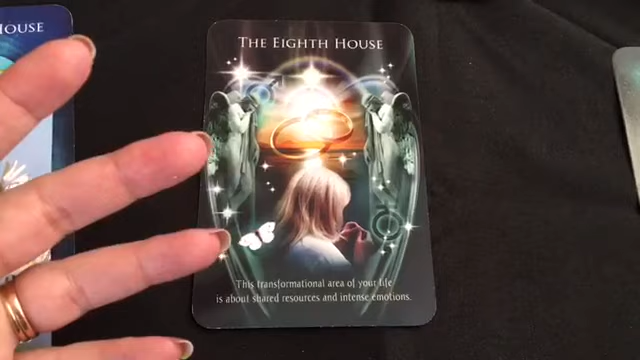 HOUSE
THE EIGHTH HOUSE
This transformational area of your life
is about shared resources and intense emotions.